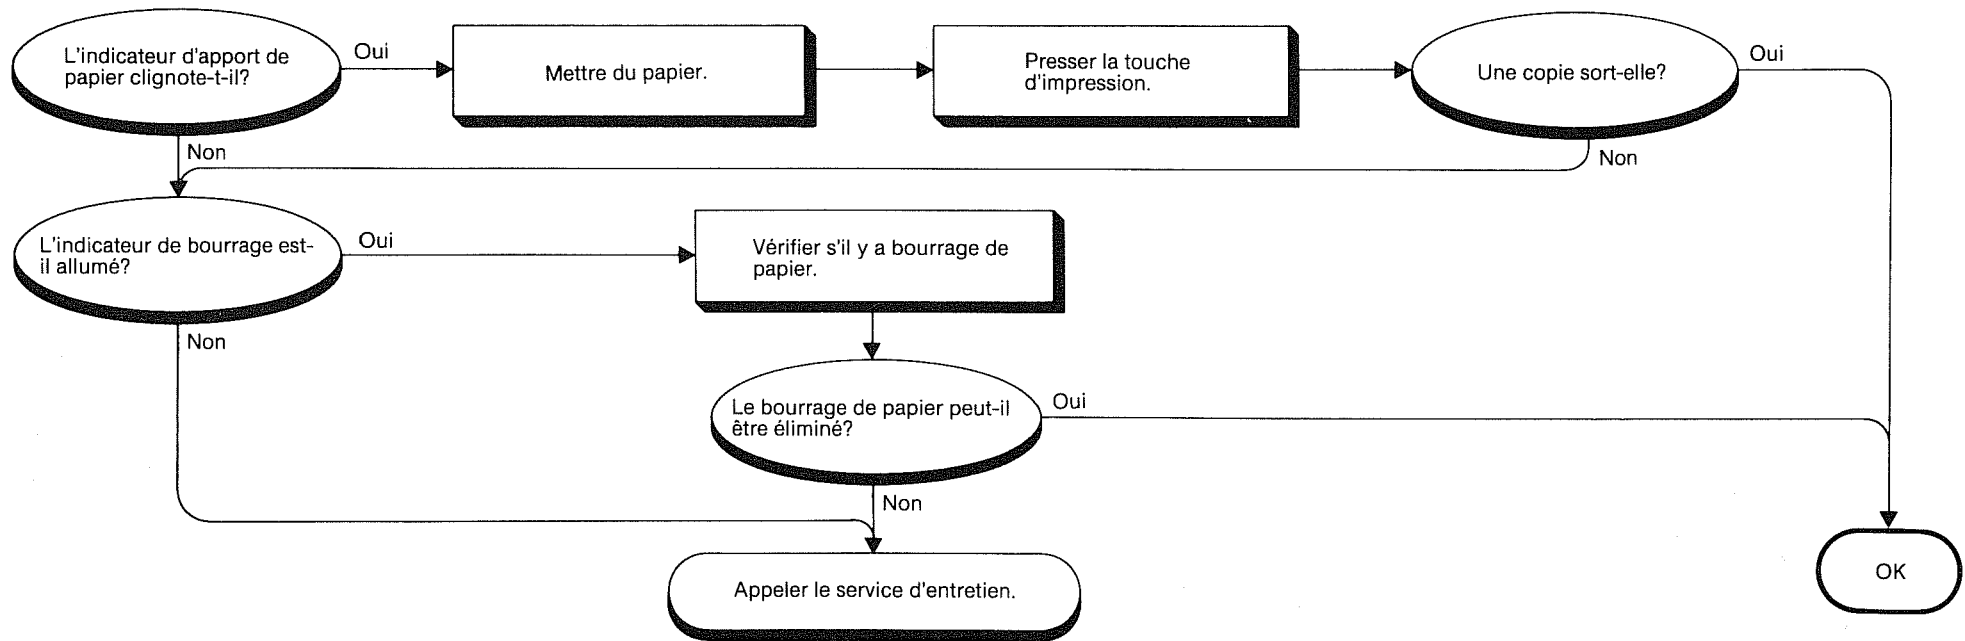 L'indicateur d'apport de
papier clignote-t-il?
Oui
Mettre du papier.
Presser la touche
d'impression.
Une copie sort-elle?
Oui
Non
Non
L'indicateur de bourrage est-
il allumé?
Oui
Vérifier s'il y a bourrage de
papier.
Non
Le bourrage de papier peut-il
être éliminé?
Oui
Non
Appeler le service d'entretien.
OK